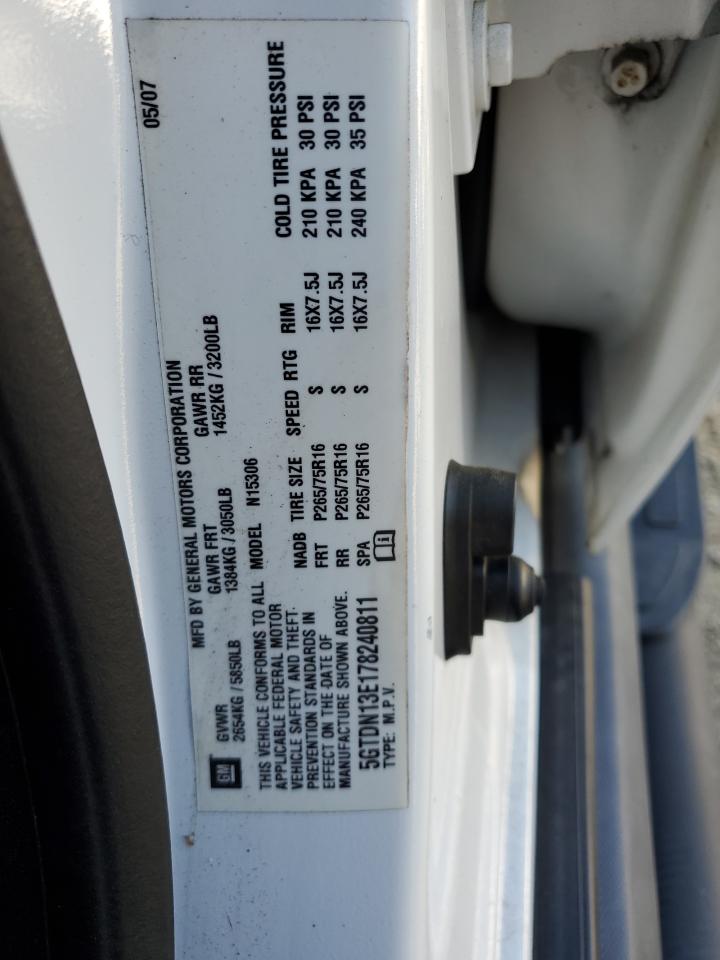 MFD BY GENERAL MOTORS CORPORATION 05/07
GM GVWR GAWR FRT GAWR RR
2654KG / 5850LB 1384KG / 3050LB 1452KG / 3200LB
THIS VEHICLE CONFORMS TO ALL MODEL N15306
APPLICABLE FEDERAL MOTOR
VEHICLE SAFETY AND THEFT
PREVENTION STANDARDS IN
EFFECT ON THE DATE OF
MANUFACTURE SHOWN ABOVE.
5GTDN13E178240811
TYPE: M.P.V.
NADB TIRE SIZE SPEED RTG RIM COLD TIRE PRESSURE
FRT P265/75R16 S 16X7.5J 210 KPA 30 PSI
RR P265/75R16 S 16X7.5J 210 KPA 30 PSI
SPA P265/75R16 S 16X7.5J 240 KPA 35 PSI